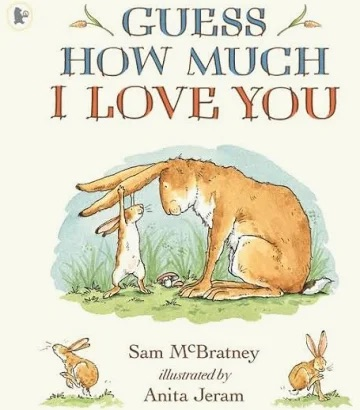 GUESS
HOW MUCH
I LOVE YOU
Sam McBratney
illustrated by
Anita Jeram